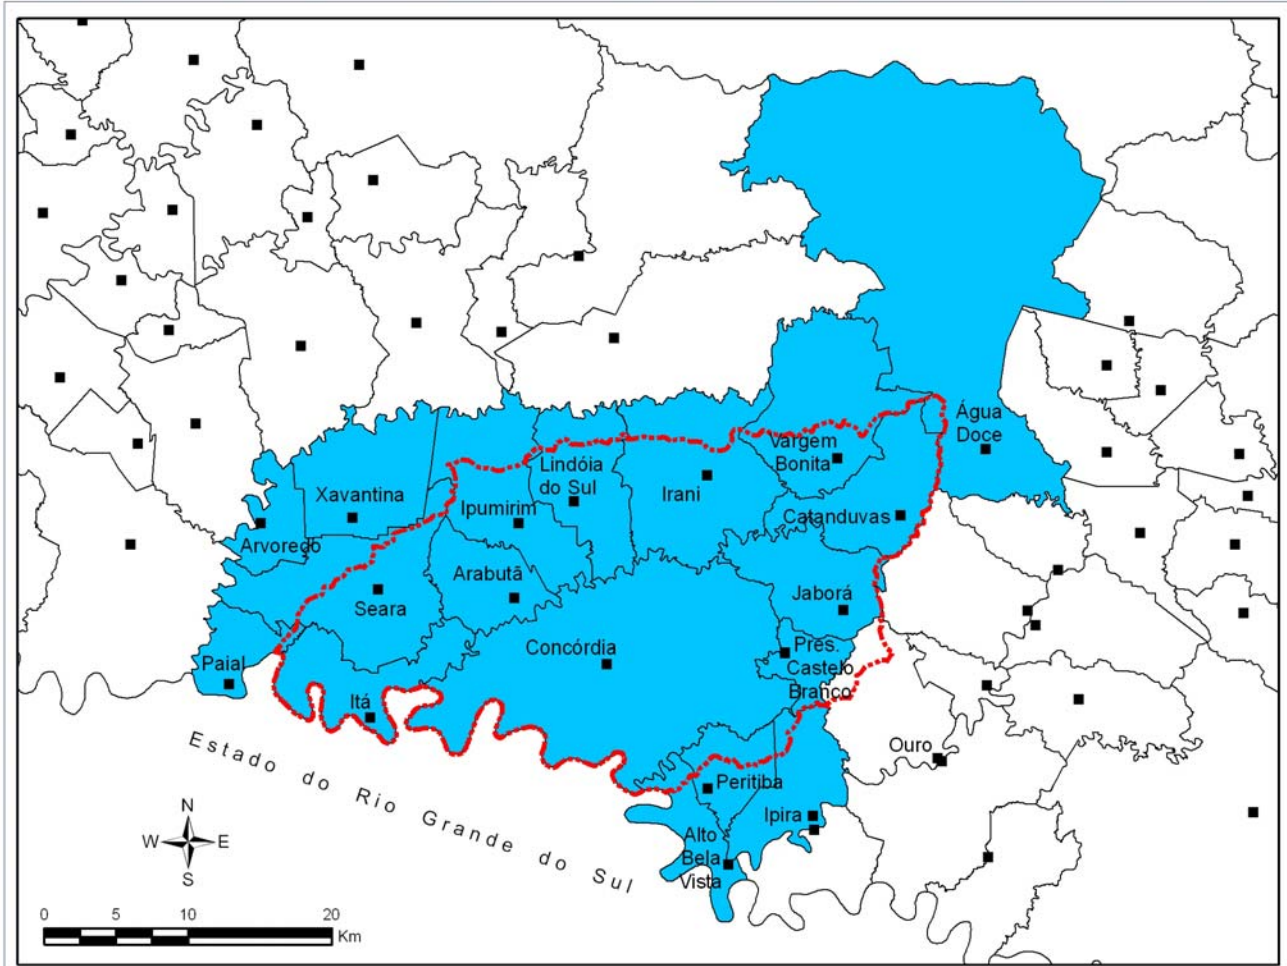 Água
Doce
Vargem
Bonita
Lindóia
do Sul
Irani
Xavantina
Ipumirim
Catanduvas
Arvoredo
Arabutã
Seara
Jaborá
Concórdia
Pres.
Castelo
Branco
Paial
Itá
Ouro
Peritiba
Ipira
Alto
Bela
Vista
Estado do Rio Grande do Sul
N
W
E
S
0 5 10 20
Km